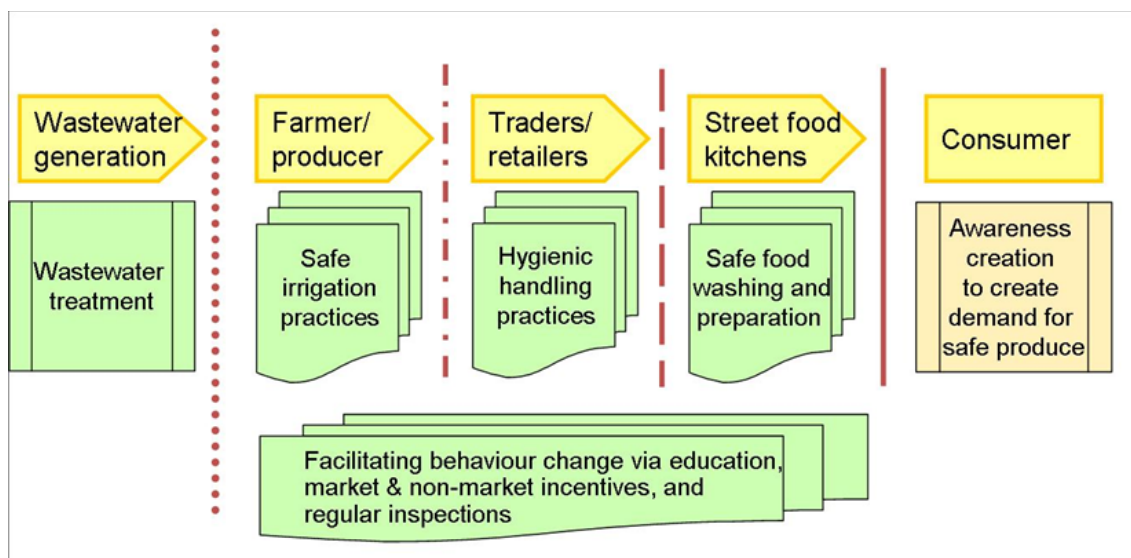 Wastewater
generation
Farmer/
producer
Traders/
retailers
Street food
kitchens
Consumer
Wastewater
treatment
Safe
irrigation
practices
Hygienic
handling
practices
Safe food
washing and
preparation
Awareness
creation
to create
demand for
safe produce
Facilitating behaviour change via education,
market & non-market incentives, and
regular inspections